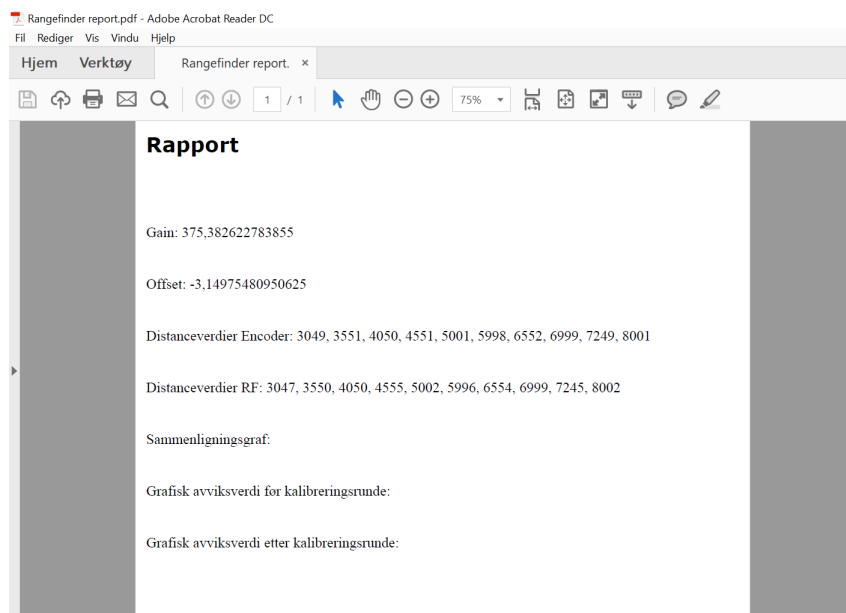 Rangefinder report.pdf - Adobe Acrobat Reader DC
Fil Rediger Vis Vindu Hjelp
Hjem Verktøy Rangefinder report. ×
1 / 1 75%
Rapport
Gain: 375,382622783855
Offset: -3,14975480950625
Distanceverdier Encoder: 3049, 3551, 4050, 4551, 5001, 5998, 6552, 6999, 7249, 8001
Distanceverdier RF: 3047, 3550, 4050, 4555, 5002, 5996, 6554, 6999, 7245, 8002
Sammenligningsgraf:
Grafisk avviksverdi før kalibreringsrunde:
Grafisk avviksverdi etter kalibreringsrunde: